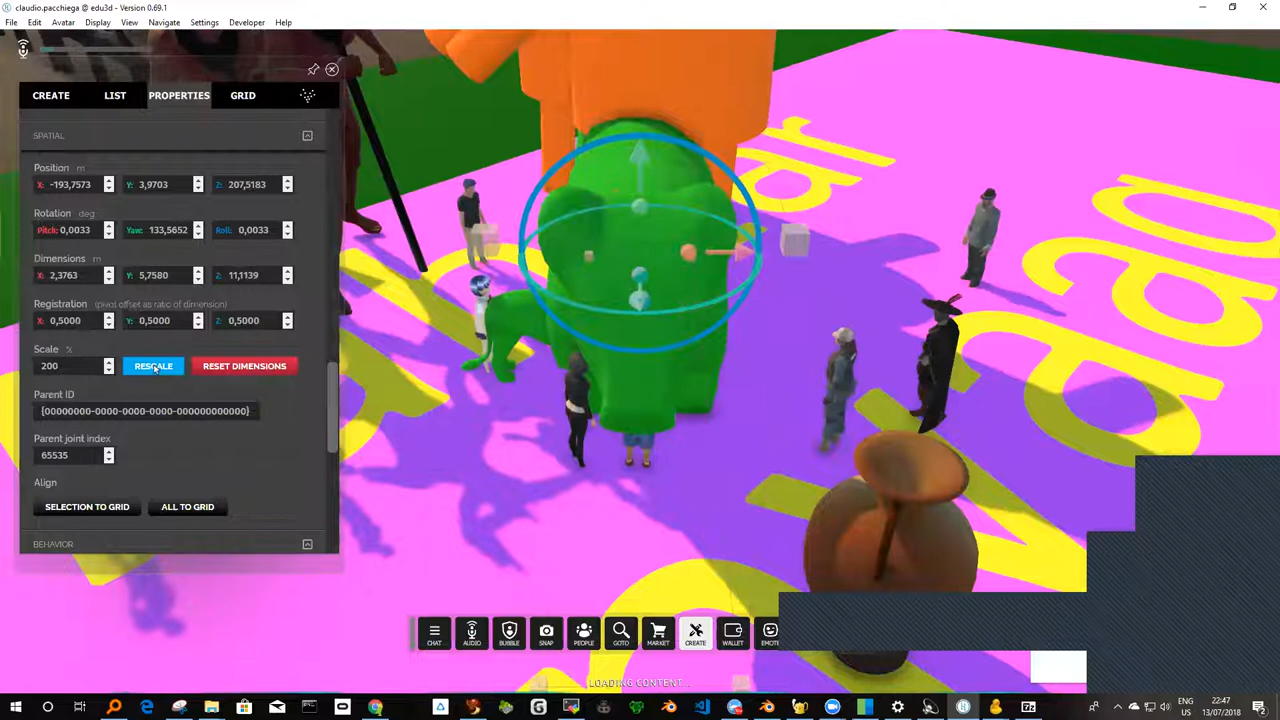 claudio.pacchiega @ edu3d - Version 0.69.1
File Edit Avatar Display View Navigate Settings Developer Help
CREATE LIST PROPERTIES GRID
SPATIAL
Position m
X: -193,7573 Y: 3,9703 Z: 207,5183
Rotation deg
Pitch: 0,0033 Yaw: 133,5652 Roll: 0,0033
Dimensions m
X: 2,3763 Y: 5,7580 Z: 11,1139
Registration (pivot offset as ratio of dimension)
X: 0,5000 Y: 0,5000 Z: 0,5000
Scale %
200 RESCALE RESET DIMENSIONS
Parent ID
{00000000-0000-0000-0000-000000000000}
Parent joint index
65535
Align
SELECTION TO GRID ALL TO GRID
BEHAVIOR
CHAT AUDIO BUBBLE SNAP PEOPLE GOTO MARKET CREATE WALLET EMOTE
LOADING CONTENT...
ENG 22:47
US 13/07/2018